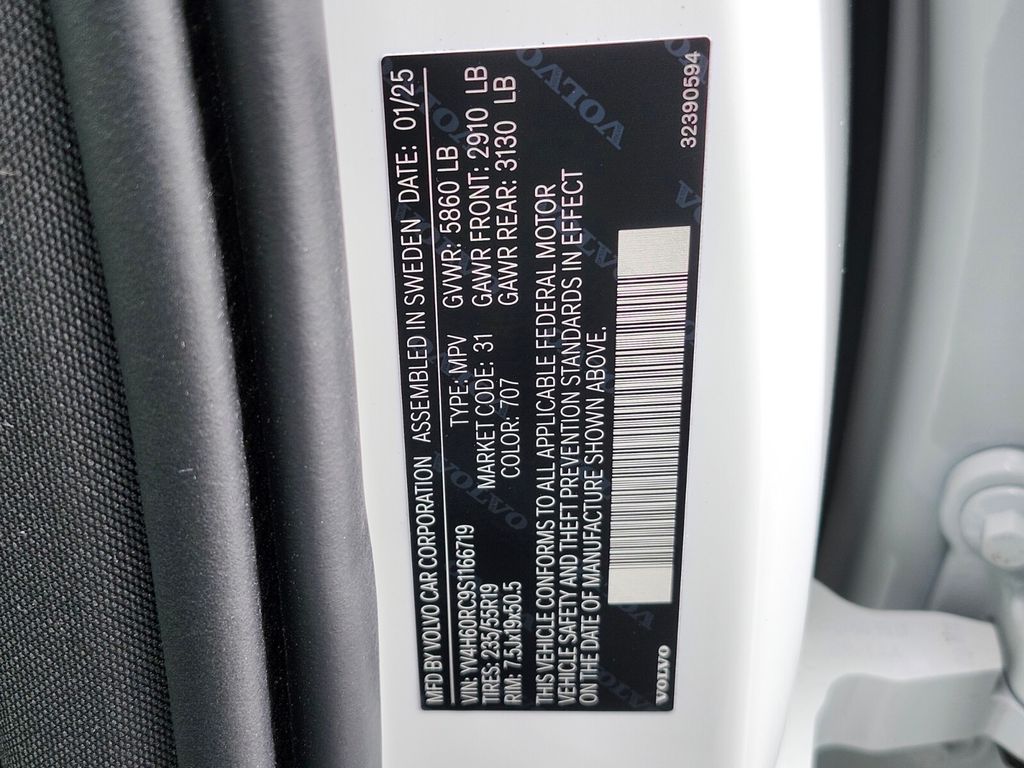 MFD BY VOLVO CAR CORPORATION ASSEMBLED IN SWEDEN DATE: 01/25
VIN: YV4H60RC9S1166719 TYPE: MPV GVWR: 5860 LB
TIRES: 235/55R19 MARKET CODE: 31 GAWR FRONT: 2910 LB
RIM: 7.5Jx19x50.5 COLOR: 707 GAWR REAR: 3130 LB
THIS VEHICLE CONFORMS TO ALL APPLICABLE FEDERAL MOTOR
VEHICLE SAFETY AND THEFT PREVENTION STANDARDS IN EFFECT
ON THE DATE OF MANUFACTURE SHOWN ABOVE.
VOLVO
32390594